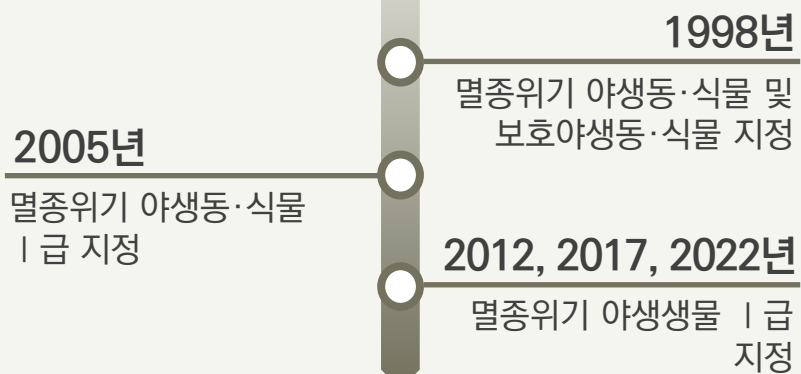 1998년
멸종위기 야생동·식물 및
보호야생동·식물 지정
2005년
멸종위기 야생동·식물
Ⅰ급 지정
2012, 2017, 2022년
멸종위기 야생생물 Ⅰ급
지정